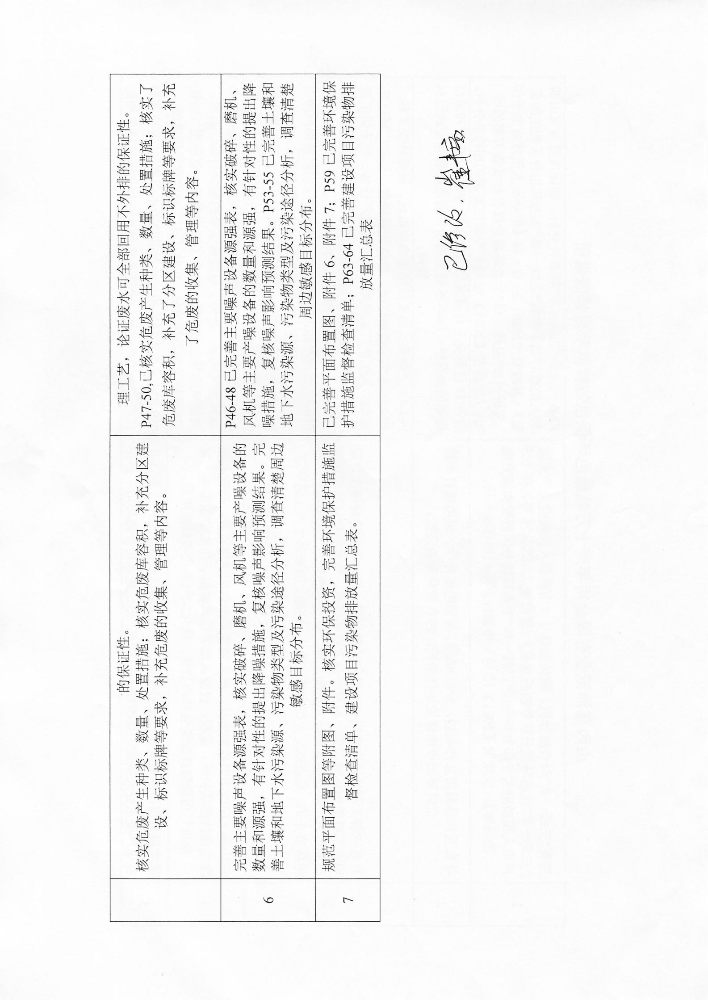 的保证性。
核实危废产生种类、数量、处置措施；核实危废库容积，补充分区建
设、标识标牌等要求，补充危废的收集、管理等内容。
理工艺，论证废水可全部回用不外排的保证性。
P47-50,已核实危废产生种类、数量、处置措施；核实了
危废库容积，补充了分区建设、标识标牌等要求，补充
了危废的收集、管理等内容。
6
完善主要噪声设备源强表，核实破碎、磨机、风机等主要产噪设备的
数量和源强，有针对性的提出降噪措施，复核噪声影响预测结果。完
善土壤和地下水污染源、污染物类型及污染途径分析，调查清楚周边
敏感目标分布。
P46-48 已完善主要噪声设备源强表，核实破碎、磨机、
风机等主要产噪设备的数量和源强，有针对性的提出降
噪措施，复核噪声影响预测结果。P53-55 已完善土壤和
地下水污染源、污染物类型及污染途径分析，调查清楚
周边敏感目标分布。
7
规范平面布置图等附图、附件。核实环保投资，完善环境保护措施监
督检查清单、建设项目污染物排放量汇总表。
已完善平面布置图、附件 6、附件 7；P59 已完善环境保
护措施监督检查清单；P63-64 已完善建设项目污染物排
放量汇总表
已修改.